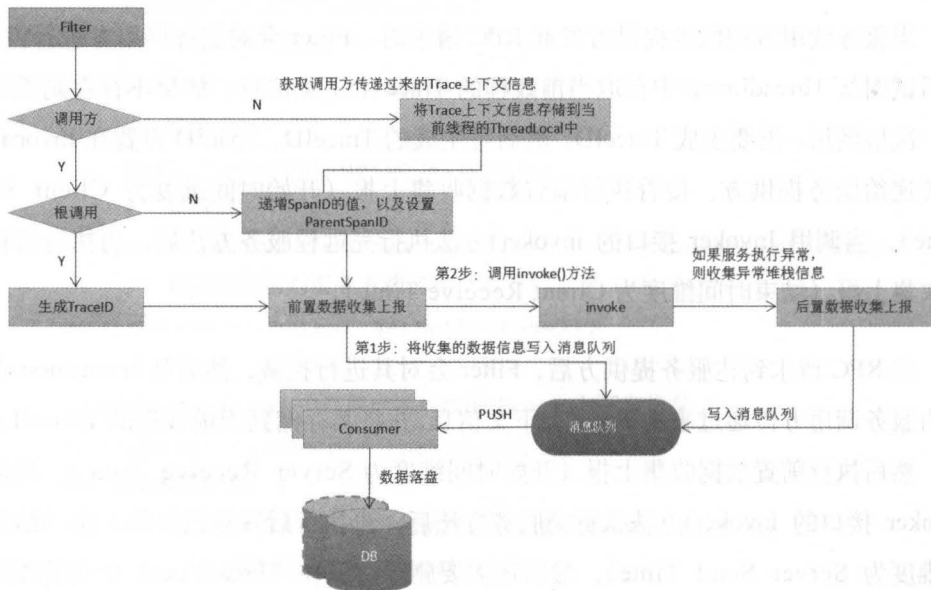 Filter
获取调用方传递过来的Trace上下文信息
调用方
N
将Trace上下文信息存储到当
前线程的ThreadLocal中
Y
根调用
N
递增SpanID的值，以及设置
ParentSpanID
Y
第2步：调用invoke()方法
如果服务执行异常，
则收集异常堆栈信息
生成TraceID
前置数据收集上报
invoke
后置数据收集上报
第1步：将收集的数据信息写入消息队列
Consumer
PUSH
消息队列
写入消息队列
数据落盘
DB